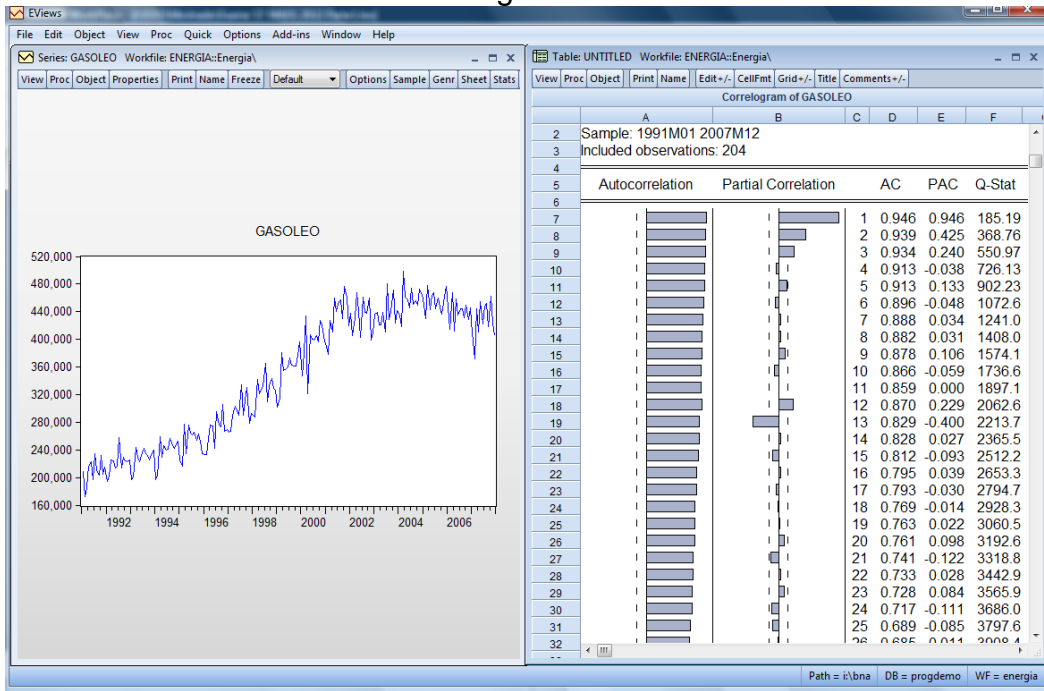 EViews
File Edit Object View Proc Quick Options Add-ins Window Help
Series: GASOLEO Workfile: ENERGIA::Energia\
View Proc Object Properties Print Name Freeze Default Options Sample Genr Sheet Stats
GASOLEO
520,000
480,000
440,000
400,000
360,000
320,000
280,000
240,000
200,000
160,000
1992 1994 1996 1998 2000 2002 2004 2006
Table: UNTITLED Workfile: ENERGIA::Energia\
View Proc Object Print Name Edit+/- CellFmt Grid+/- Title Comments+/-
Correlogram of GASOLEO
A B C D E F
2 Sample: 1991M01 2007M12
3 Included observations: 204
4
5 Autocorrelation Partial Correlation AC PAC Q-Stat
6
7 1 0.946 0.946 185.19
8 2 0.939 0.425 368.76
9 3 0.934 0.240 550.97
10 4 0.913 -0.038 726.13
11 5 0.913 0.133 902.23
12 6 0.896 -0.048 1072.6
13 7 0.888 0.034 1241.0
14 8 0.882 0.031 1408.0
15 9 0.878 0.106 1574.1
16 10 0.866 -0.059 1736.6
17 11 0.859 0.000 1897.1
18 12 0.870 0.229 2062.6
19 13 0.829 -0.400 2213.7
20 14 0.828 0.027 2365.5
21 15 0.812 -0.093 2512.2
22 16 0.795 0.039 2653.3
23 17 0.793 -0.030 2794.7
24 18 0.769 -0.014 2928.3
25 19 0.763 0.022 3060.5
26 20 0.761 0.098 3192.6
27 21 0.741 -0.122 3318.8
28 22 0.733 0.028 3442.9
29 23 0.728 0.084 3565.9
30 24 0.717 -0.111 3686.0
31 25 0.689 -0.085 3797.6
32 26 0.685 0.011 3908.4
Path = i:\bna DB = progdemo WF = energia